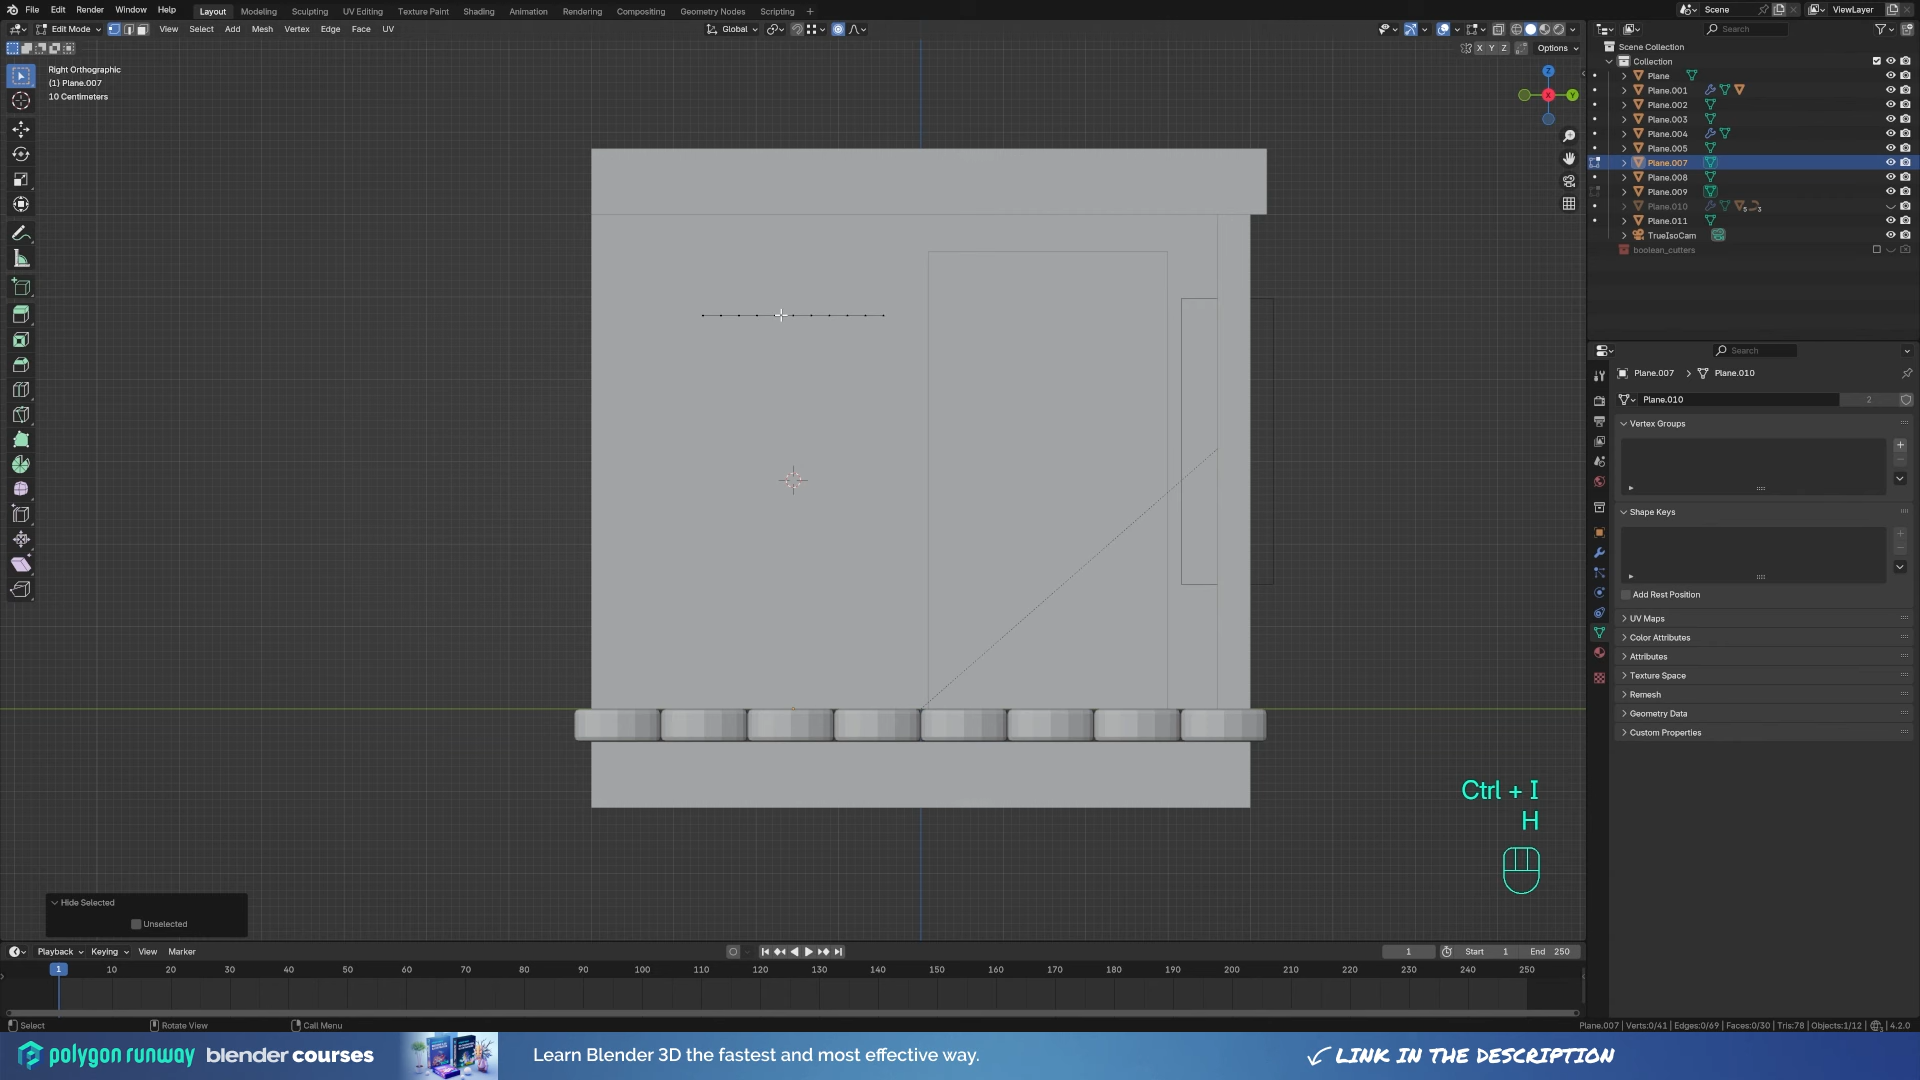 File Edit Render Window Help Layout Modeling Sculpting UV Editing Texture Paint Shading Animation Rendering Compositing Geometry Nodes Scripting + Scene ViewLayer
Edit Mode View Select Add Mesh Vertex Edge Face UV Global Search
X Y Z Options
Scene Collection
Collection
Right Orthographic
(1) Plane.007
10 Centimeters
Z
X
Y
Plane
Plane.001
Plane.002
Plane.003
Plane.004
Plane.005
Plane.007
Plane.008
Plane.009
Plane.010 5 3
Plane.011
TrueIsoCam
boolean_cutters
Search
Plane.007 > Plane.010
Plane.010 2
Vertex Groups
Shape Keys
Add Rest Position
UV Maps
Color Attributes
Attributes
Texture Space
Remesh
Geometry Data
Custom Properties
Ctrl + I
H
Hide Selected
Unselected
Playback Keying View Marker 1 Start 1 End 250
1 10 20 30 40 50 60 70 80 90 100 110 120 130 140 150 160 170 180 190 200 210 220 230 240 250
Select Rotate View Call Menu Plane.007 | Verts:0/41 | Edges:0/69 | Faces:0/30 | Tris:78 | Objects:1/12 | 4.2.0
polygon runway blender courses Learn Blender 3D the fastest and most effective way. LINK IN THE DESCRIPTION